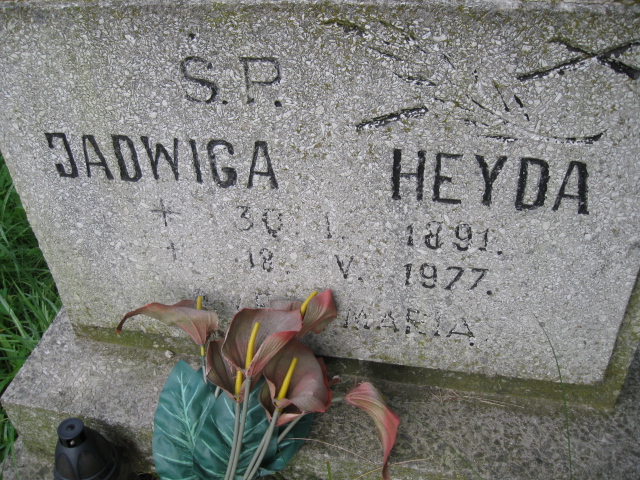 S.P.
JADWIGA HEYDA
30. I. 1891.
18. V. 1977.
MARIA